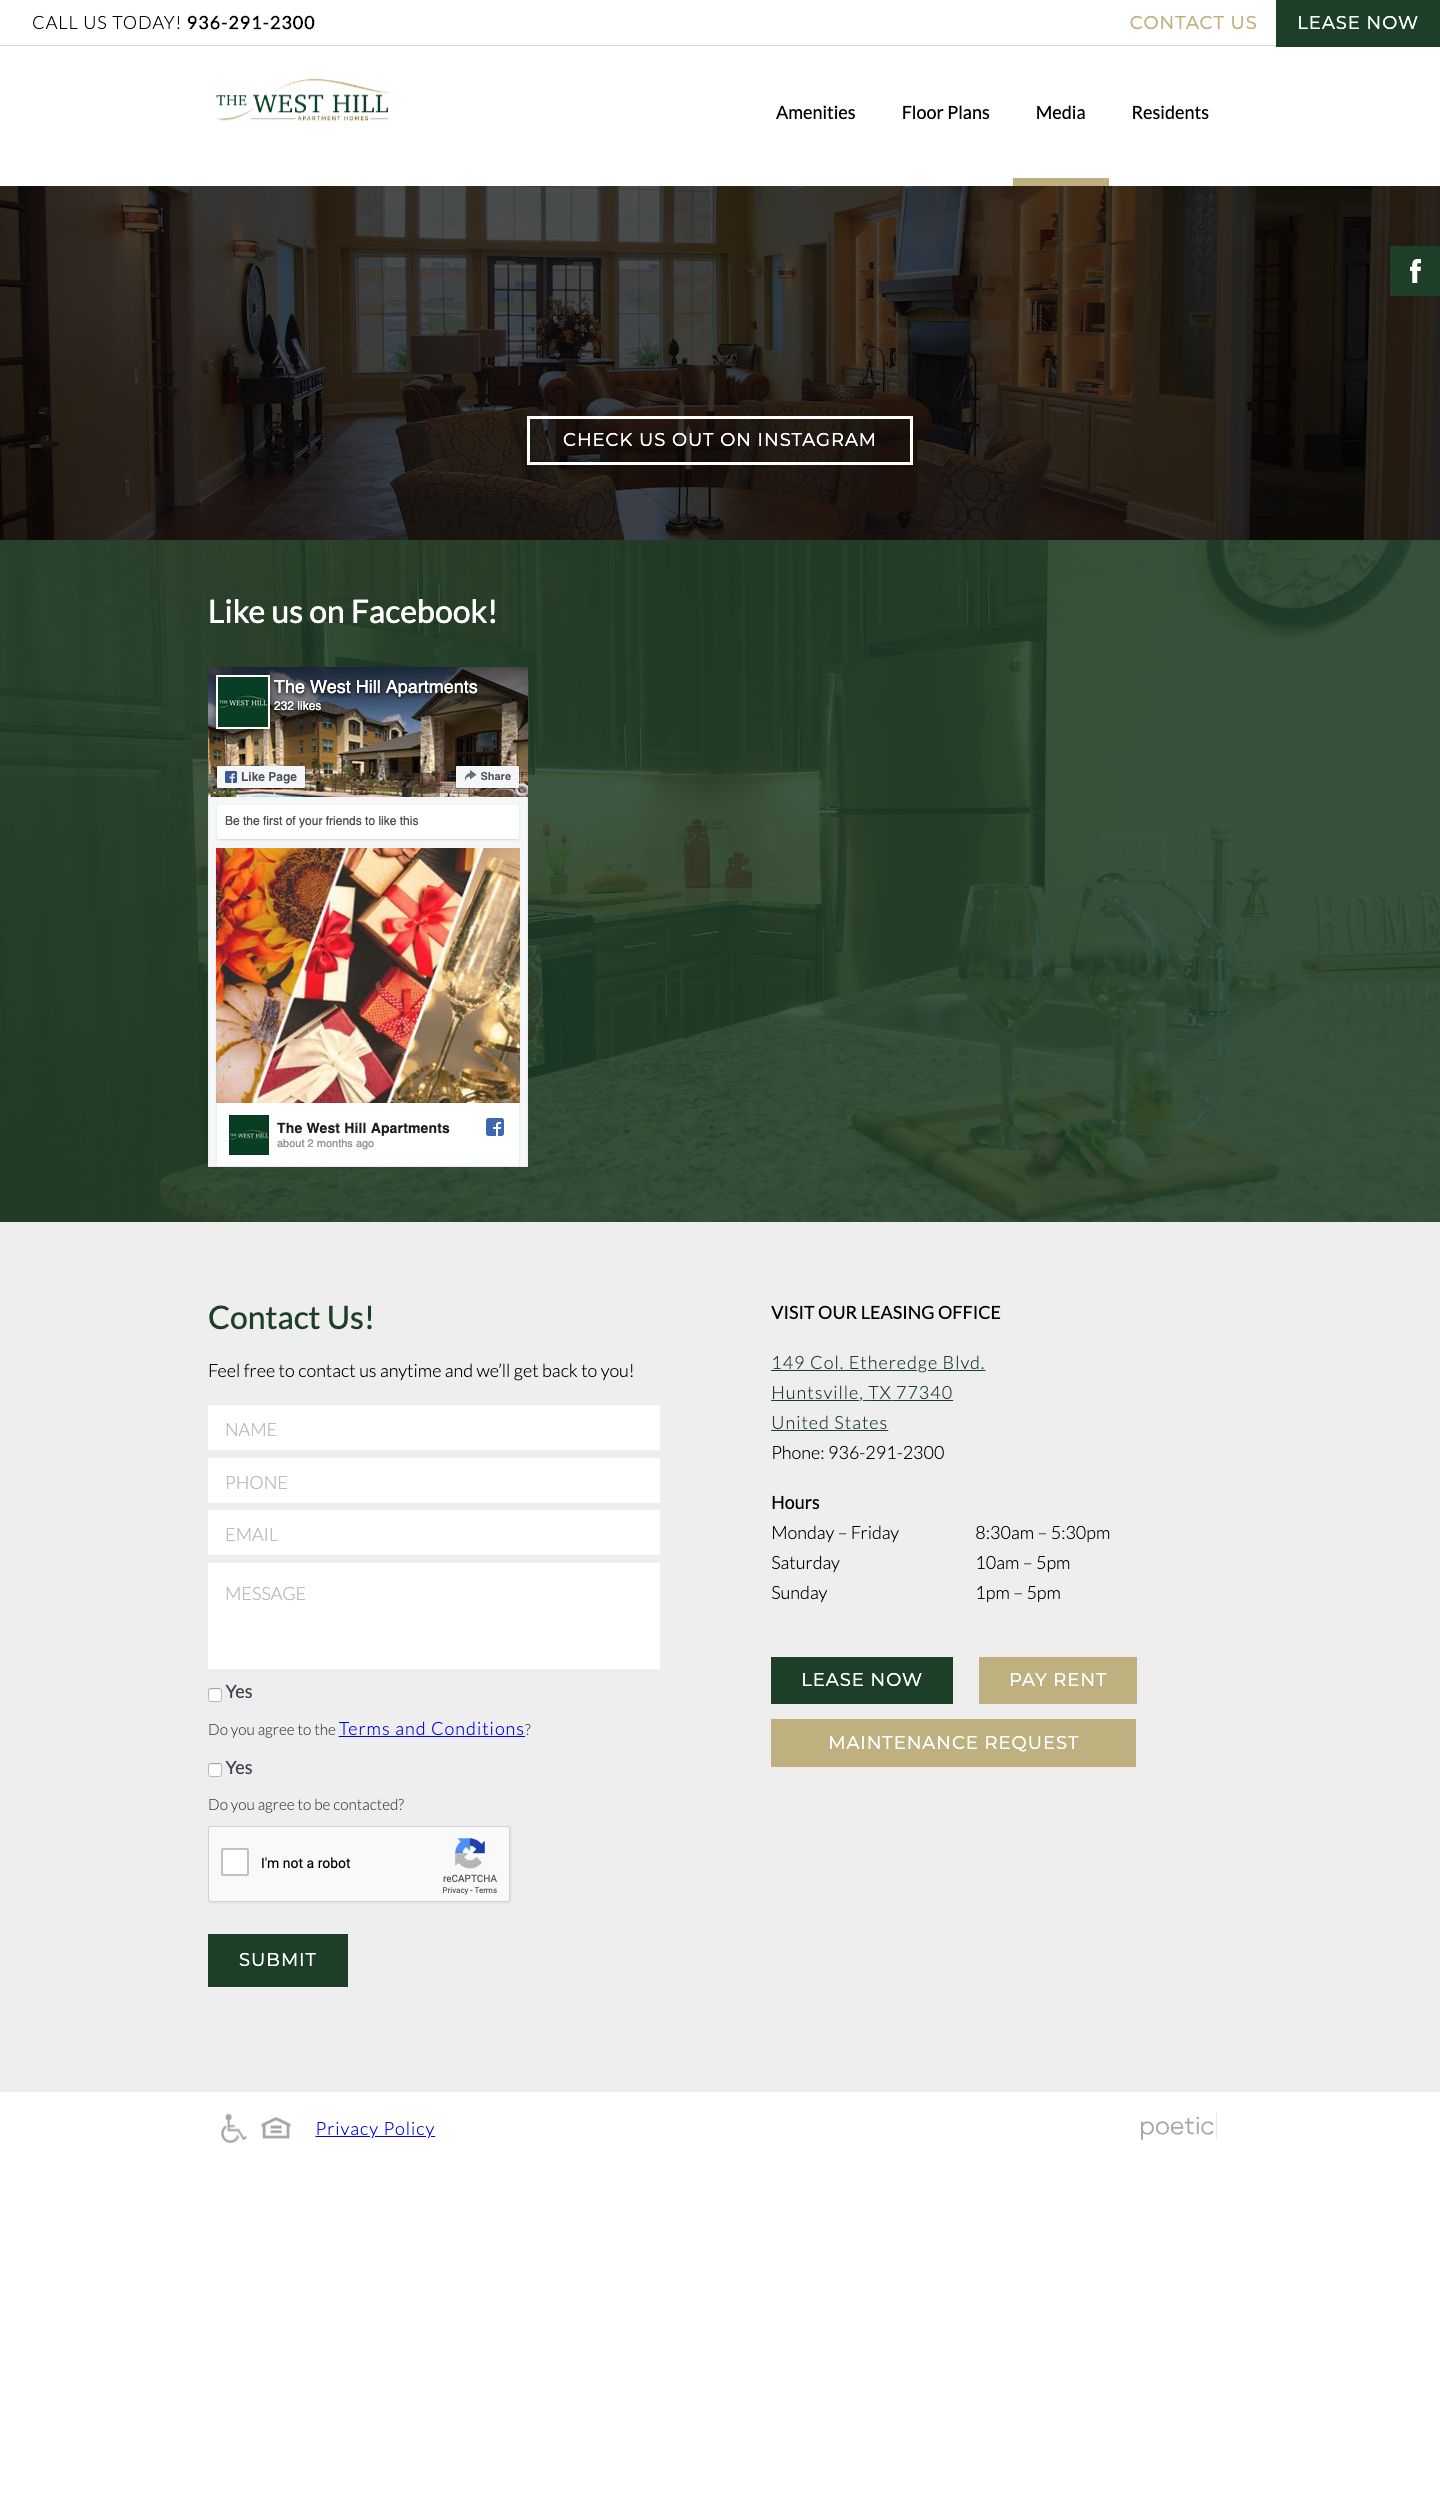 CALL US TODAY! 936-291-2300
CONTACT US
LEASE NOW
THE WEST HILL
APARTMENT HOMES
Amenities
Floor Plans
Media
Residents
CHECK US OUT ON INSTAGRAM
Like us on Facebook!
THE WEST HILL
The West Hill Apartments
232 likes
Like Page
Share
Be the first of your friends to like this
THE WEST HILL
The West Hill Apartments
about 2 months ago
HOME
Contact Us!
Feel free to contact us anytime and we’ll get back to you!
NAME
PHONE
EMAIL
MESSAGE
Yes
Do you agree to the Terms and Conditions?
Yes
Do you agree to be contacted?
I'm not a robot
reCAPTCHA
Privacy - Terms
SUBMIT
VISIT OUR LEASING OFFICE
149 Col. Etheredge Blvd.
Huntsville, TX 77340
United States
Phone: 936-291-2300
Hours
Monday – Friday 8:30am – 5:30pm
Saturday 10am – 5pm
Sunday 1pm – 5pm
LEASE NOW
PAY RENT
MAINTENANCE REQUEST
Privacy Policy
poetic